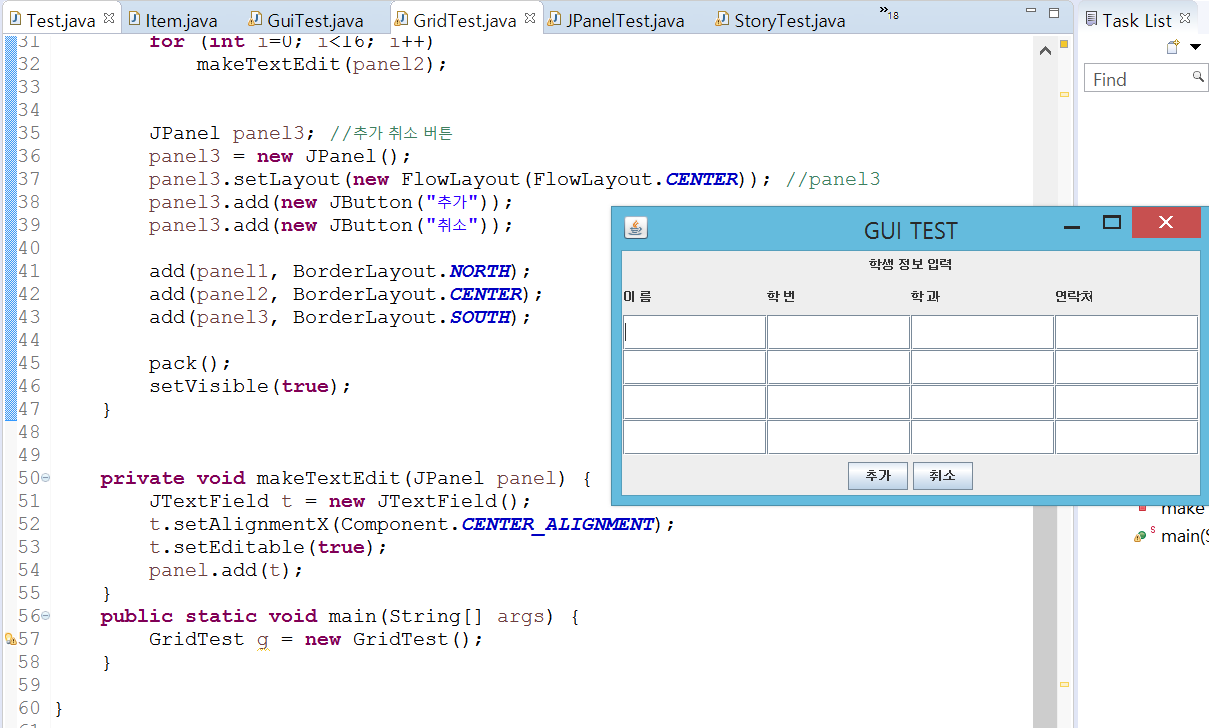 Test.java Item.java GuiTest.java GridTest.java JPanelTest.java StoryTest.java »18
Task List
Find
31 for (int i=0; i<16; i++)
32 makeTextEdit(panel2);
33
34
35 JPanel panel3; //추가 취소 버튼
36 panel3 = new JPanel();
37 panel3.setLayout(new FlowLayout(FlowLayout.CENTER)); //panel3
38 panel3.add(new JButton("추가"));
39 panel3.add(new JButton("취소"));
40
41 add(panel1, BorderLayout.NORTH);
42 add(panel2, BorderLayout.CENTER);
43 add(panel3, BorderLayout.SOUTH);
44
45 pack();
46 setVisible(true);
47 }
48
49
50 private void makeTextEdit(JPanel panel) {
51 JTextField t = new JTextField();
52 t.setAlignmentX(Component.CENTER_ALIGNMENT);
53 t.setEditable(true);
54 panel.add(t);
55 }
56 public static void main(String[] args) {
57 GridTest g = new GridTest();
58 }
59
60 }
GUI TEST
학생 정보 입력
이 름 학 번 학 과 연락처
추가 취소
make
S main(S